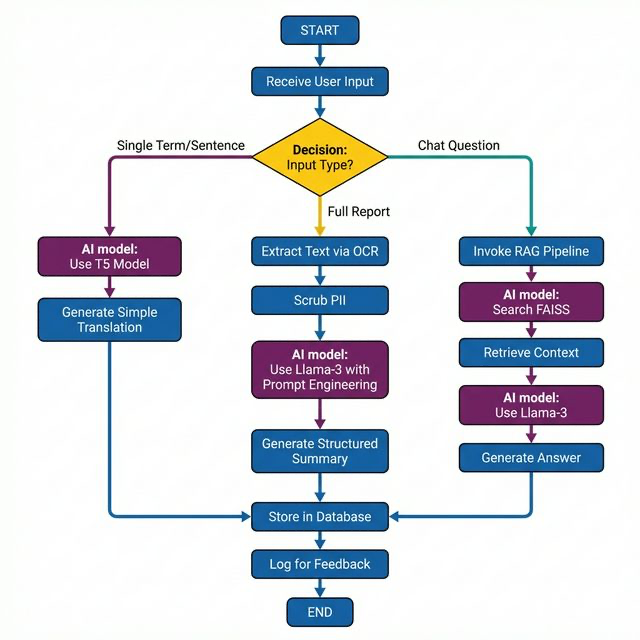 START
Receive User Input
Decision:
Input Type?
Single Term/Sentence
Chat Question
Full Report
AI model:
Use T5 Model
Generate Simple
Translation
Extract Text via OCR
Scrub PII
AI model:
Use Llama-3 with
Prompt Engineering
Generate Structured
Summary
Invoke RAG Pipeline
AI model:
Search FAISS
Retrieve Context
AI model:
Use Llama-3
Generate Answer
Store in Database
Log for Feedback
END